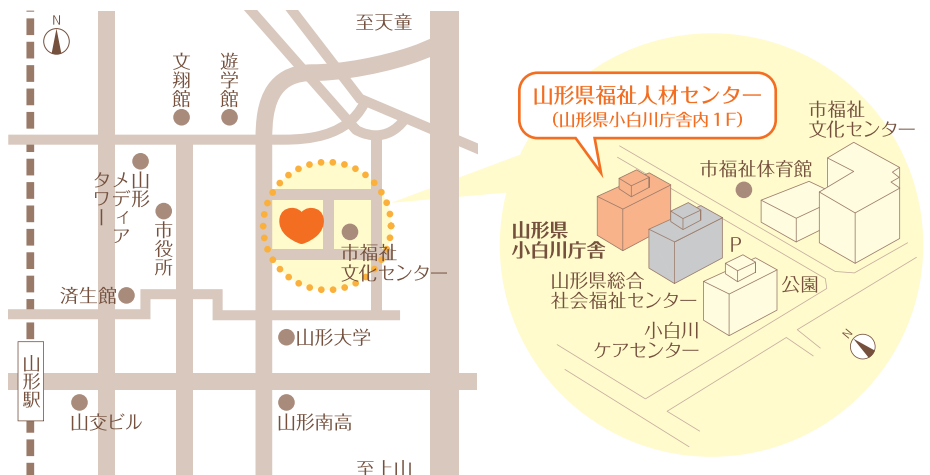 N
至天童
文翔館
遊学館
山形
メディア
タワー
市役所
済生館
市福祉
文化センター
山形大学
山形駅
山交ビル
山形南高
至上山
山形県福祉人材センター
(山形県小白川庁舎内1F)
市福祉
文化センター
市福祉体育館
山形県
小白川庁舎
P
山形県総合
社会福祉センター
公園
小白川
ケアセンター
N